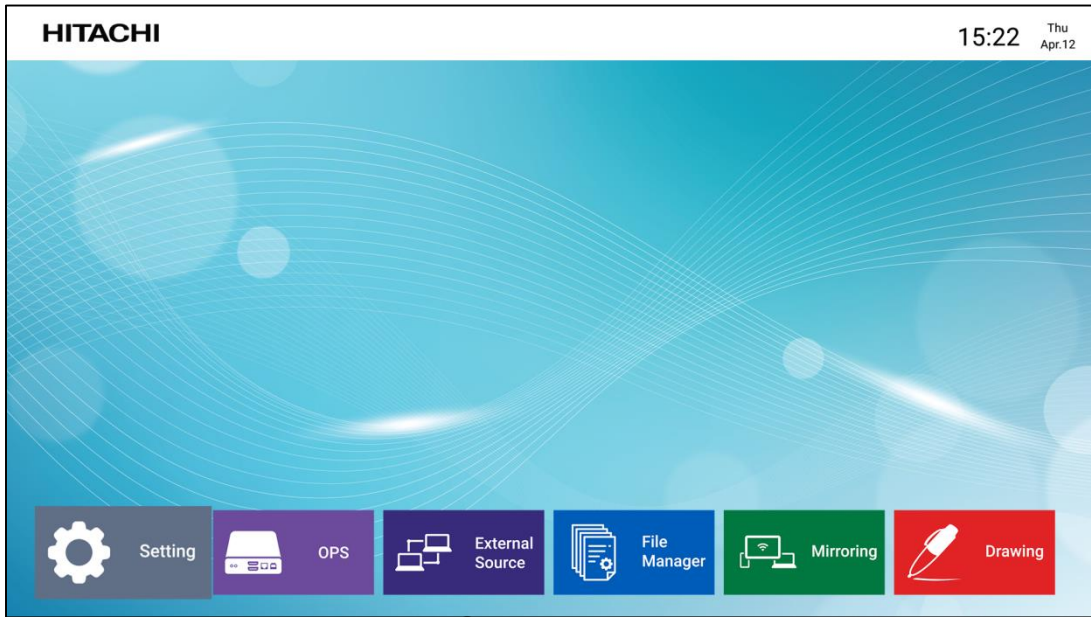 HITACHI
15:22
Thu
Apr.12
Setting
OPS
External
Source
File
Manager
Mirroring
Drawing